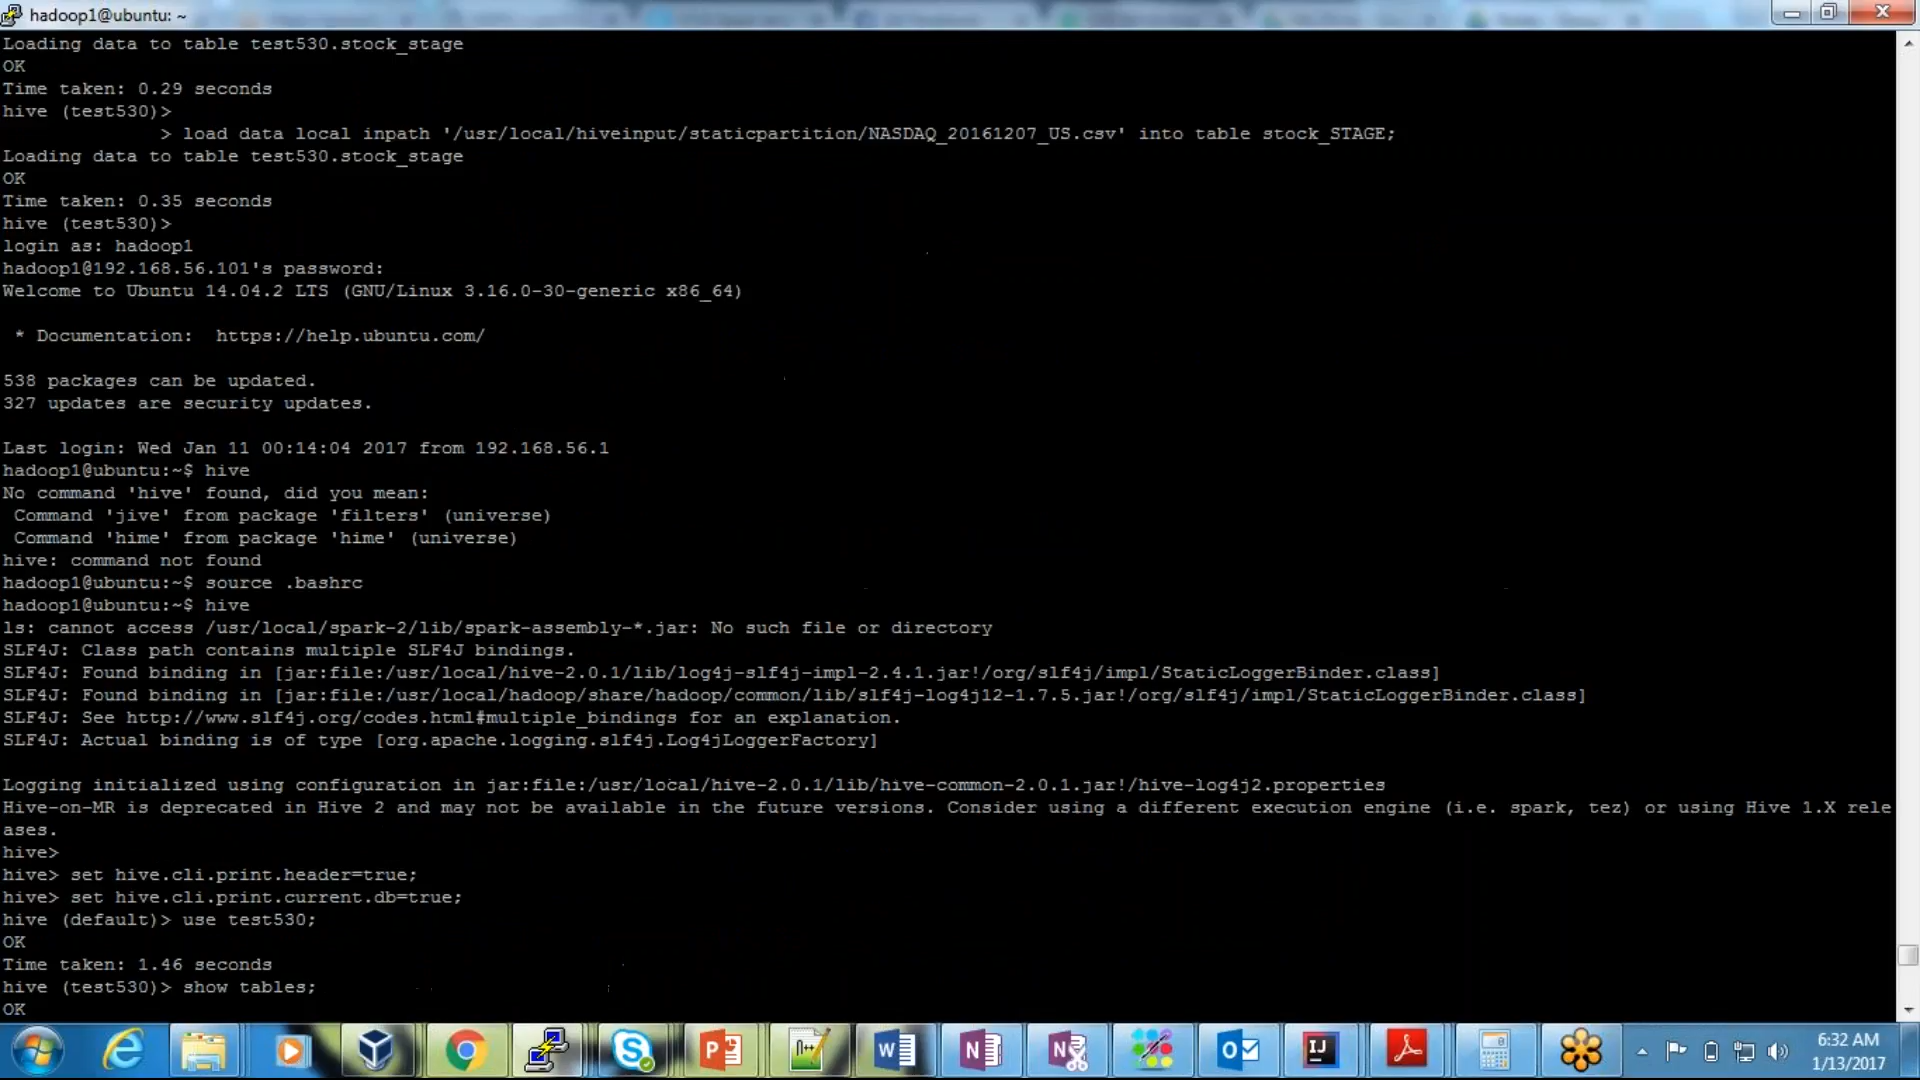 hadoop1@ubuntu: ~
Loading data to table test530.stock_stage
OK
Time taken: 0.29 seconds
hive (test530)>
> load data local inpath '/usr/local/hiveinput/staticpartition/NASDAQ_20161207_US.csv' into table stock_STAGE;
Loading data to table test530.stock_stage
OK
Time taken: 0.35 seconds
hive (test530)>
login as: hadoop1
hadoop1@192.168.56.101's password:
Welcome to Ubuntu 14.04.2 LTS (GNU/Linux 3.16.0-30-generic x86_64)
* Documentation:  https://help.ubuntu.com/
538 packages can be updated.
327 updates are security updates.
Last login: Wed Jan 11 00:14:04 2017 from 192.168.56.1
hadoop1@ubuntu:~$ hive
No command 'hive' found, did you mean:
Command 'jive' from package 'filters' (universe)
Command 'hime' from package 'hime' (universe)
hive: command not found
hadoop1@ubuntu:~$ source .bashrc
hadoop1@ubuntu:~$ hive
ls: cannot access /usr/local/spark-2/lib/spark-assembly-*.jar: No such file or directory
SLF4J: Class path contains multiple SLF4J bindings.
SLF4J: Found binding in [jar:file:/usr/local/hive-2.0.1/lib/log4j-slf4j-impl-2.4.1.jar!/org/slf4j/impl/StaticLoggerBinder.class]
SLF4J: Found binding in [jar:file:/usr/local/hadoop/share/hadoop/common/lib/slf4j-log4j12-1.7.5.jar!/org/slf4j/impl/StaticLoggerBinder.class]
SLF4J: See http://www.slf4j.org/codes.html#multiple_bindings for an explanation.
SLF4J: Actual binding is of type [org.apache.logging.slf4j.Log4jLoggerFactory]
Logging initialized using configuration in jar:file:/usr/local/hive-2.0.1/lib/hive-common-2.0.1.jar!/hive-log4j2.properties
Hive-on-MR is deprecated in Hive 2 and may not be available in the future versions. Consider using a different execution engine (i.e. spark, tez) or using Hive 1.X rele
ases.
hive>
hive> set hive.cli.print.header=true;
hive> set hive.cli.print.current.db=true;
hive (default)> use test530;
OK
Time taken: 1.46 seconds
hive (test530)> show tables;
OK
6:32 AM
1/13/2017